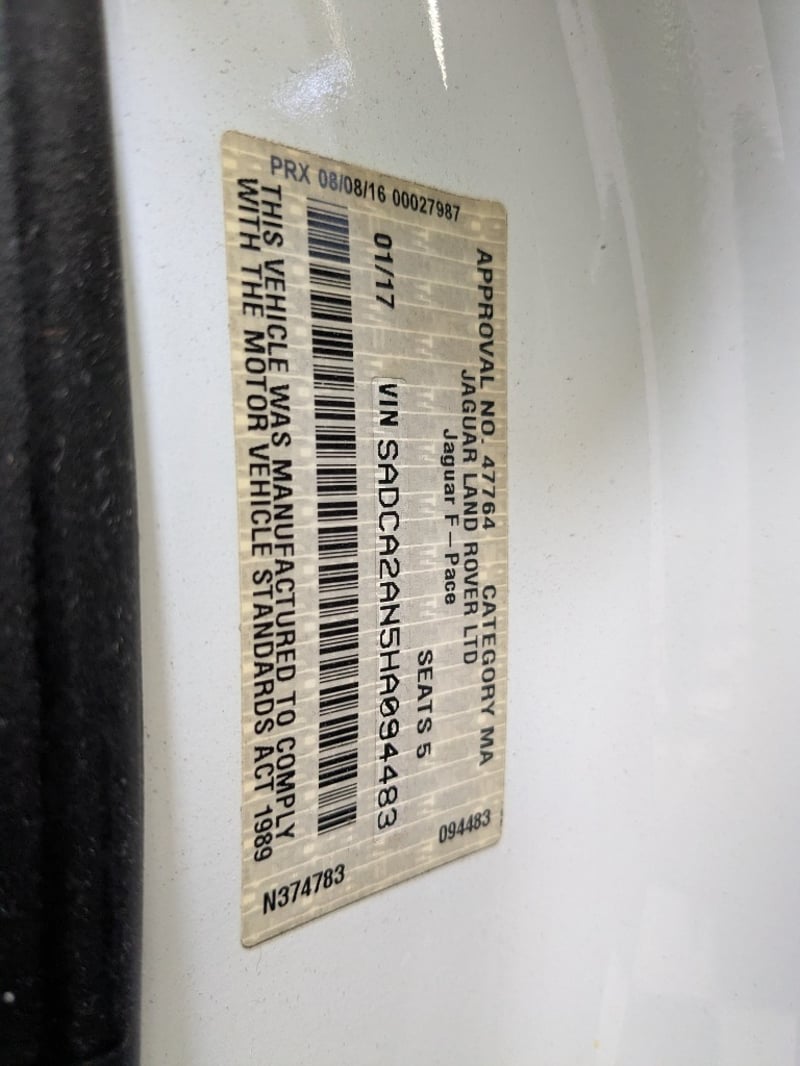 APPROVAL NO. 47764 CATEGORY MA
JAGUAR LAND ROVER LTD
Jaguar F-Pace
SEATS 5
094483
01/17 VIN SADCA2AN5HA094483
THIS VEHICLE WAS MANUFACTURED TO COMPLY
WITH THE MOTOR VEHICLE STANDARDS ACT 1989
PRX 08/08/16 00027987
N374783